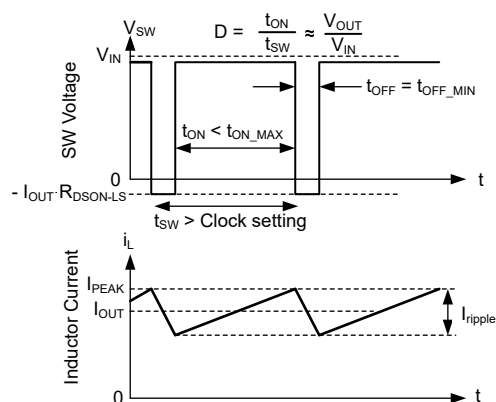 V_SW
D = t_ON / t_SW ≈ V_OUT / V_IN
V_IN
SW Voltage
t_OFF = t_OFF_MIN
t_ON < t_ON_MAX
0
t
- I_OUT·R_DSON-LS
t_SW > Clock setting
i_L
Inductor Current
I_PEAK
I_OUT
I_ripple
0
t